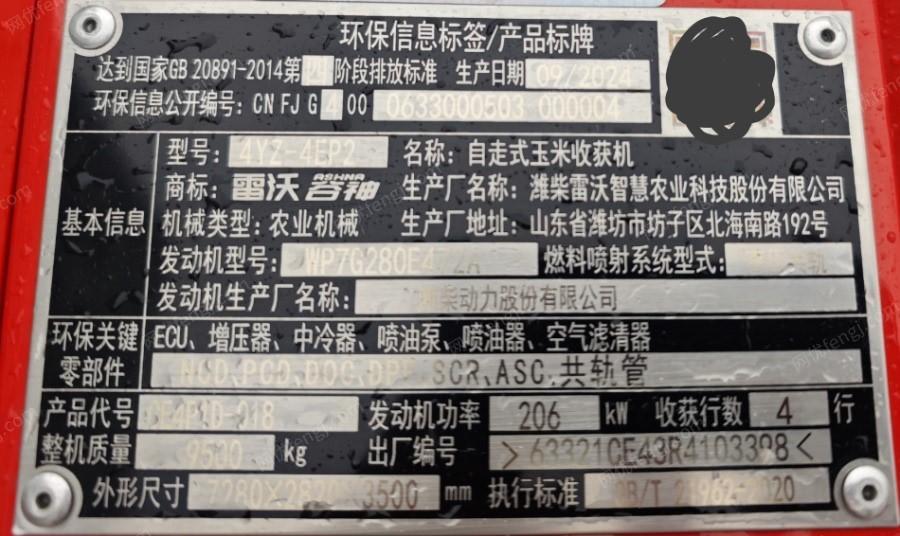 环保信息标签/产品标牌
达到国家GB 20891-2014第四阶段排放标准 生产日期 09/2024
环保信息公开编号: CN FJ G 4 00 0633000503 000004
基本信息
型号: 4YZ-4EP2 名称: 自走式玉米收获机
商标: 雷沃 谷神 ASHNA 生产厂名称: 潍柴雷沃智慧农业科技股份有限公司
机械类型: 农业机械 生产厂地址: 山东省潍坊市坊子区北海南路192号
发动机型号: 燃料喷射系统型式:
发动机生产厂名称: 潍柴动力股份有限公司
环保关键零部件
ECU、增压器、中冷器、喷油泵、喷油器、空气滤清器
NCD、PCD、DOC、DPF、SCR、ASC、共轨管
产品代号 发动机功率 206 kW 收获行数 4 行
整机质量 9500 kg 出厂编号 >63321CE43R4103398<
外形尺寸 3500 mm 执行标准 2020